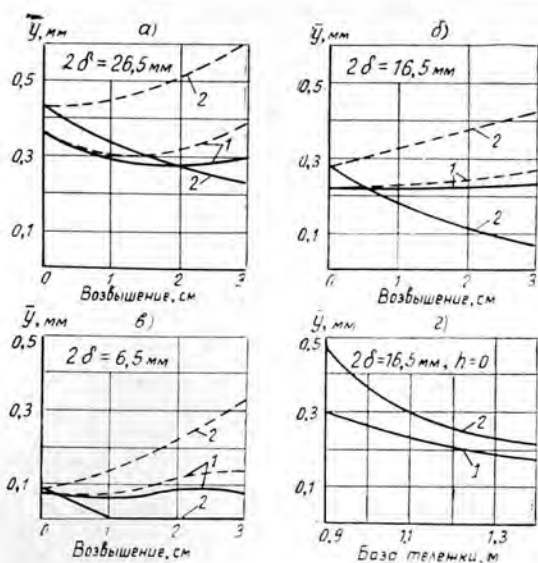 ȳ, мм а)
2δ = 26,5 мм
0,5
0,3
0,1
2
1
2
0 1 2 3
Возвышение, см
ȳ, мм б)
2δ = 16,5 мм
0,5
0,3
0,1
2
1
2
0 1 2 3
Возвышение, см
ȳ, мм в)
2δ = 6,5 мм
0,5
0,3
0,1
2
1
2
0 1 2 3
Возвышение, см
ȳ, мм г)
2δ=16,5 мм, h=0
0,5
0,3
0,1
2
1
0,9 1,1 1,3
База тележки, м